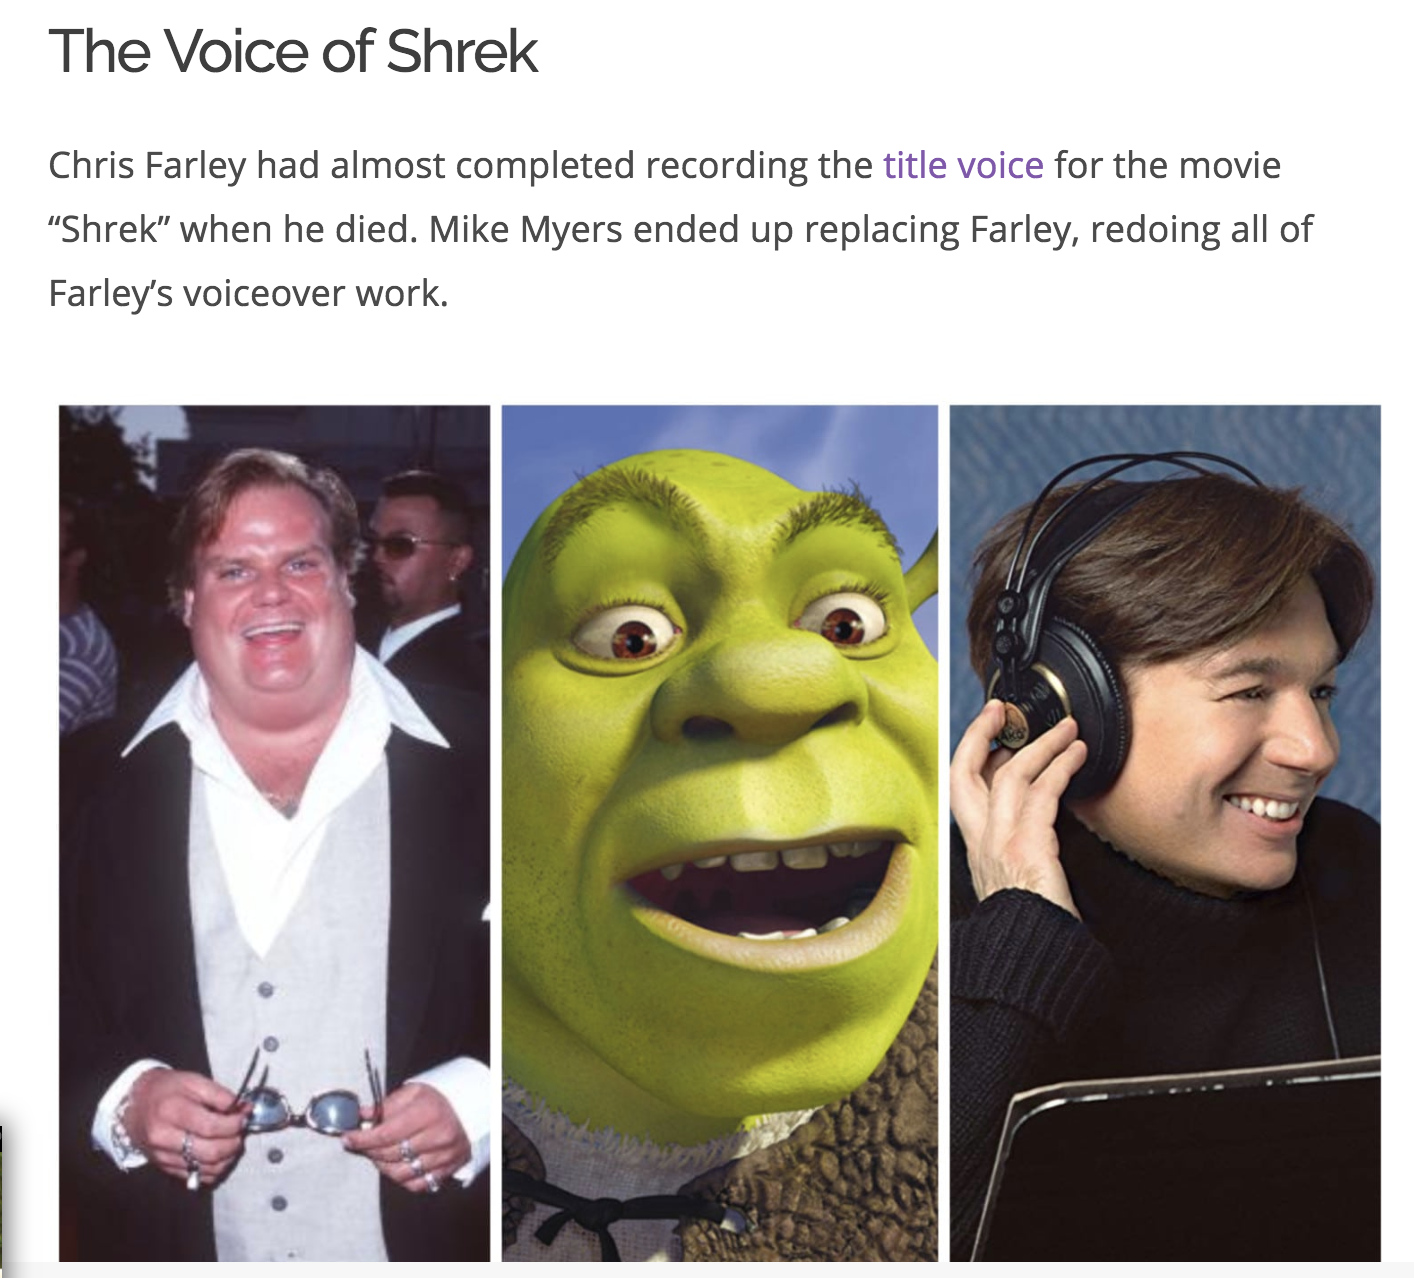 The Voice of Shrek
Chris Farley had almost completed recording the title voice for the movie
“Shrek” when he died. Mike Myers ended up replacing Farley, redoing all of
Farley’s voiceover work.